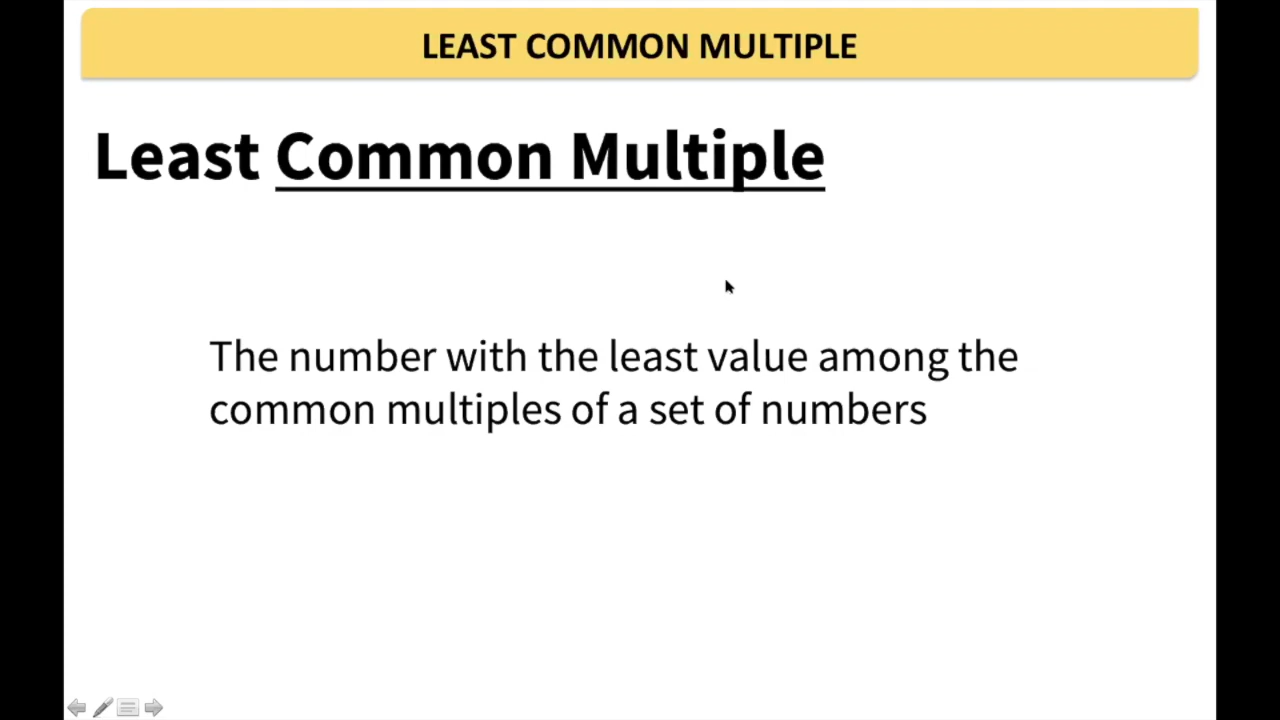 LEAST COMMON MULTIPLE
Least Common Multiple
The number with the least value among the
common multiples of a set of numbers